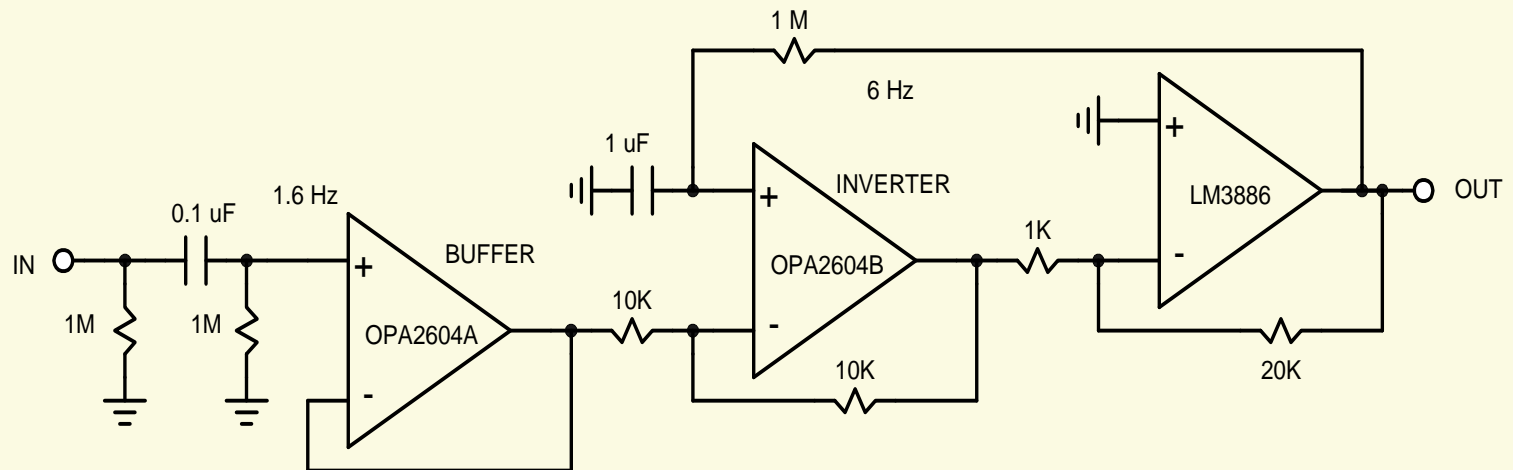 1 M
6 Hz
+
1 uF
INVERTER
LM3886
OUT
1.6 Hz
+
0.1 uF
BUFFER
1K
-
IN
+
OPA2604B
10K
1M
1M
OPA2604A
-
10K
20K
-